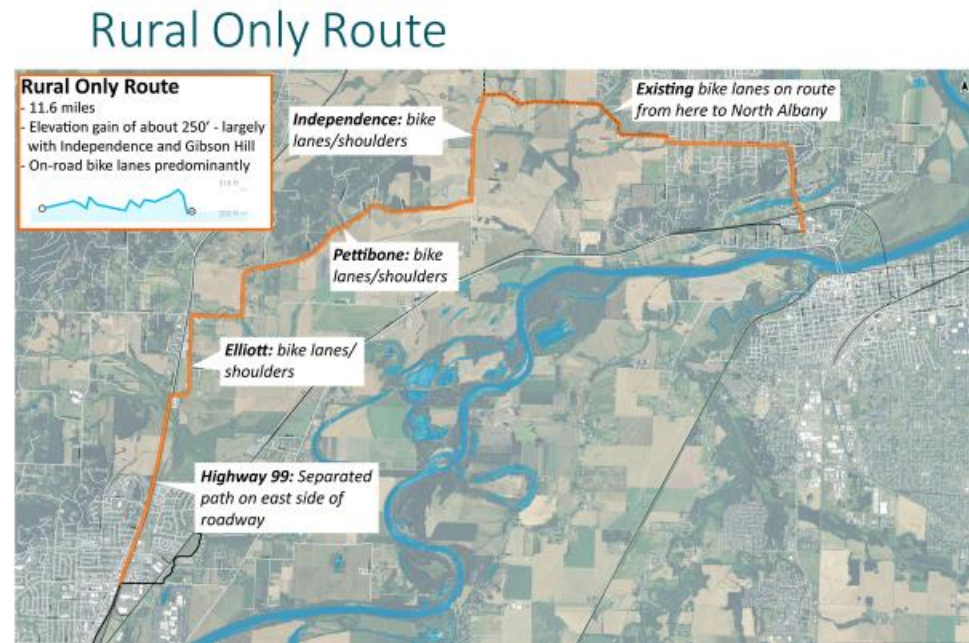 Rural Only Route
Rural Only Route
- 11.6 miles
- Elevation gain of about 250' - largely
with Independence and Gibson Hill
- On-road bike lanes predominantly
Independence: bike
lanes/shoulders
Existing bike lanes on route
from here to North Albany
Pettibone: bike
lanes/shoulders
Elliott: bike lanes/
shoulders
Highway 99: Separated
path on east side of
roadway